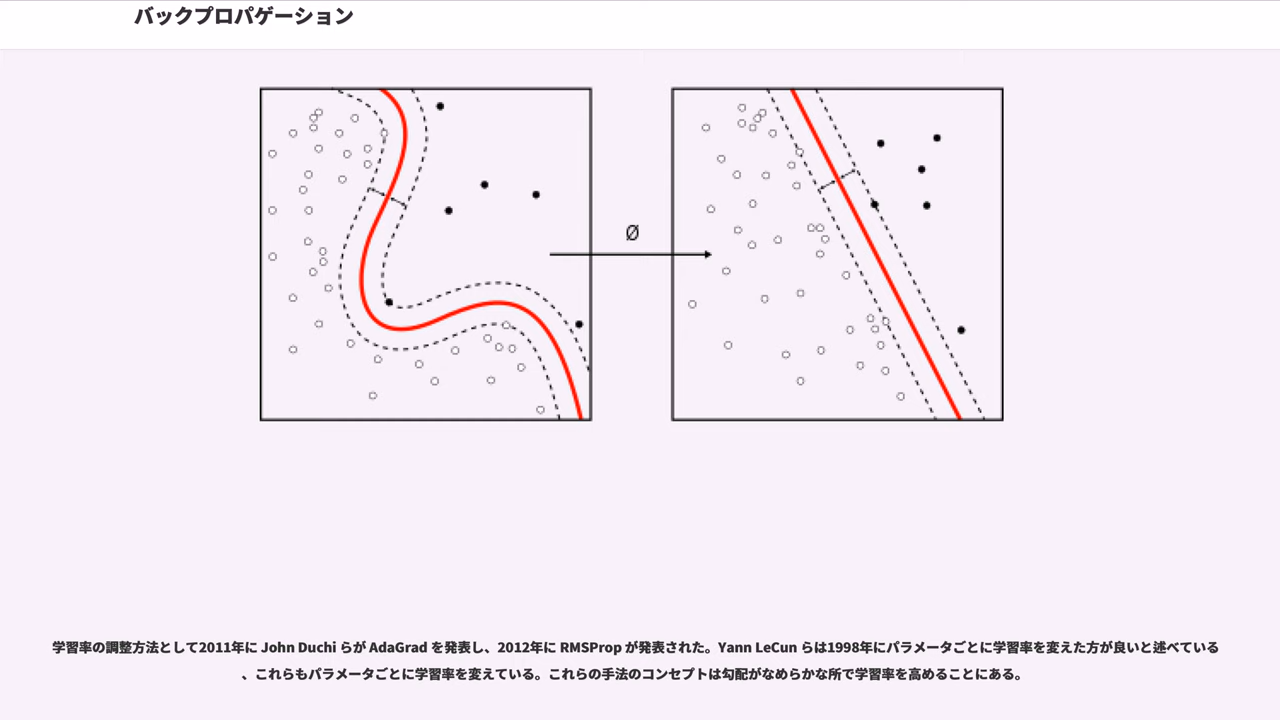 バックプロパゲーション
Ø
学習率の調整方法として2011年に John Duchi らが AdaGrad を発表し、2012年に RMSProp が発表された。Yann LeCun らは1998年にパラメータごとに学習率を変えた方が良いと述べている
、これらもパラメータごとに学習率を変えている。これらの手法のコンセプトは勾配がなめらかな所で学習率を高めることにある。